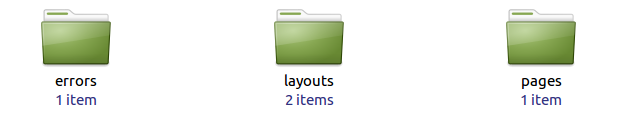 errors layouts pages
1 item 2 items 1 item